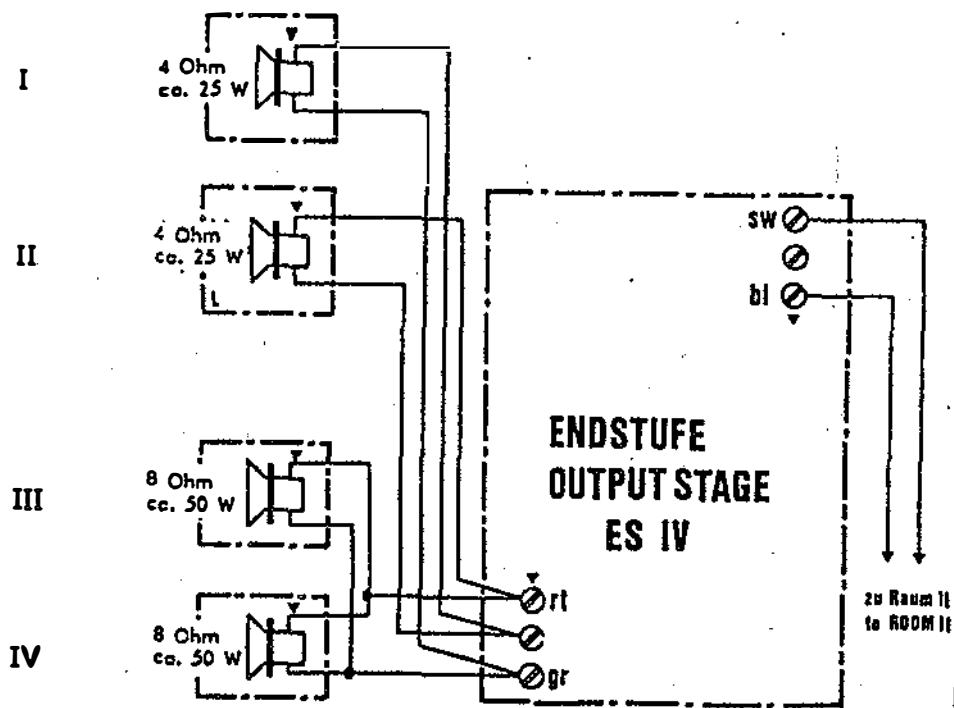 I
4 Ohm
ca. 25 W
II
4 Ohm
ca. 25 W
L
III
8 Ohm
ca. 50 W
IV
8 Ohm
ca. 50 W
sw
bl
ENDSTUFE
OUTPUT STAGE
ES IV
rt
gr
zu Raum II
to ROOM II